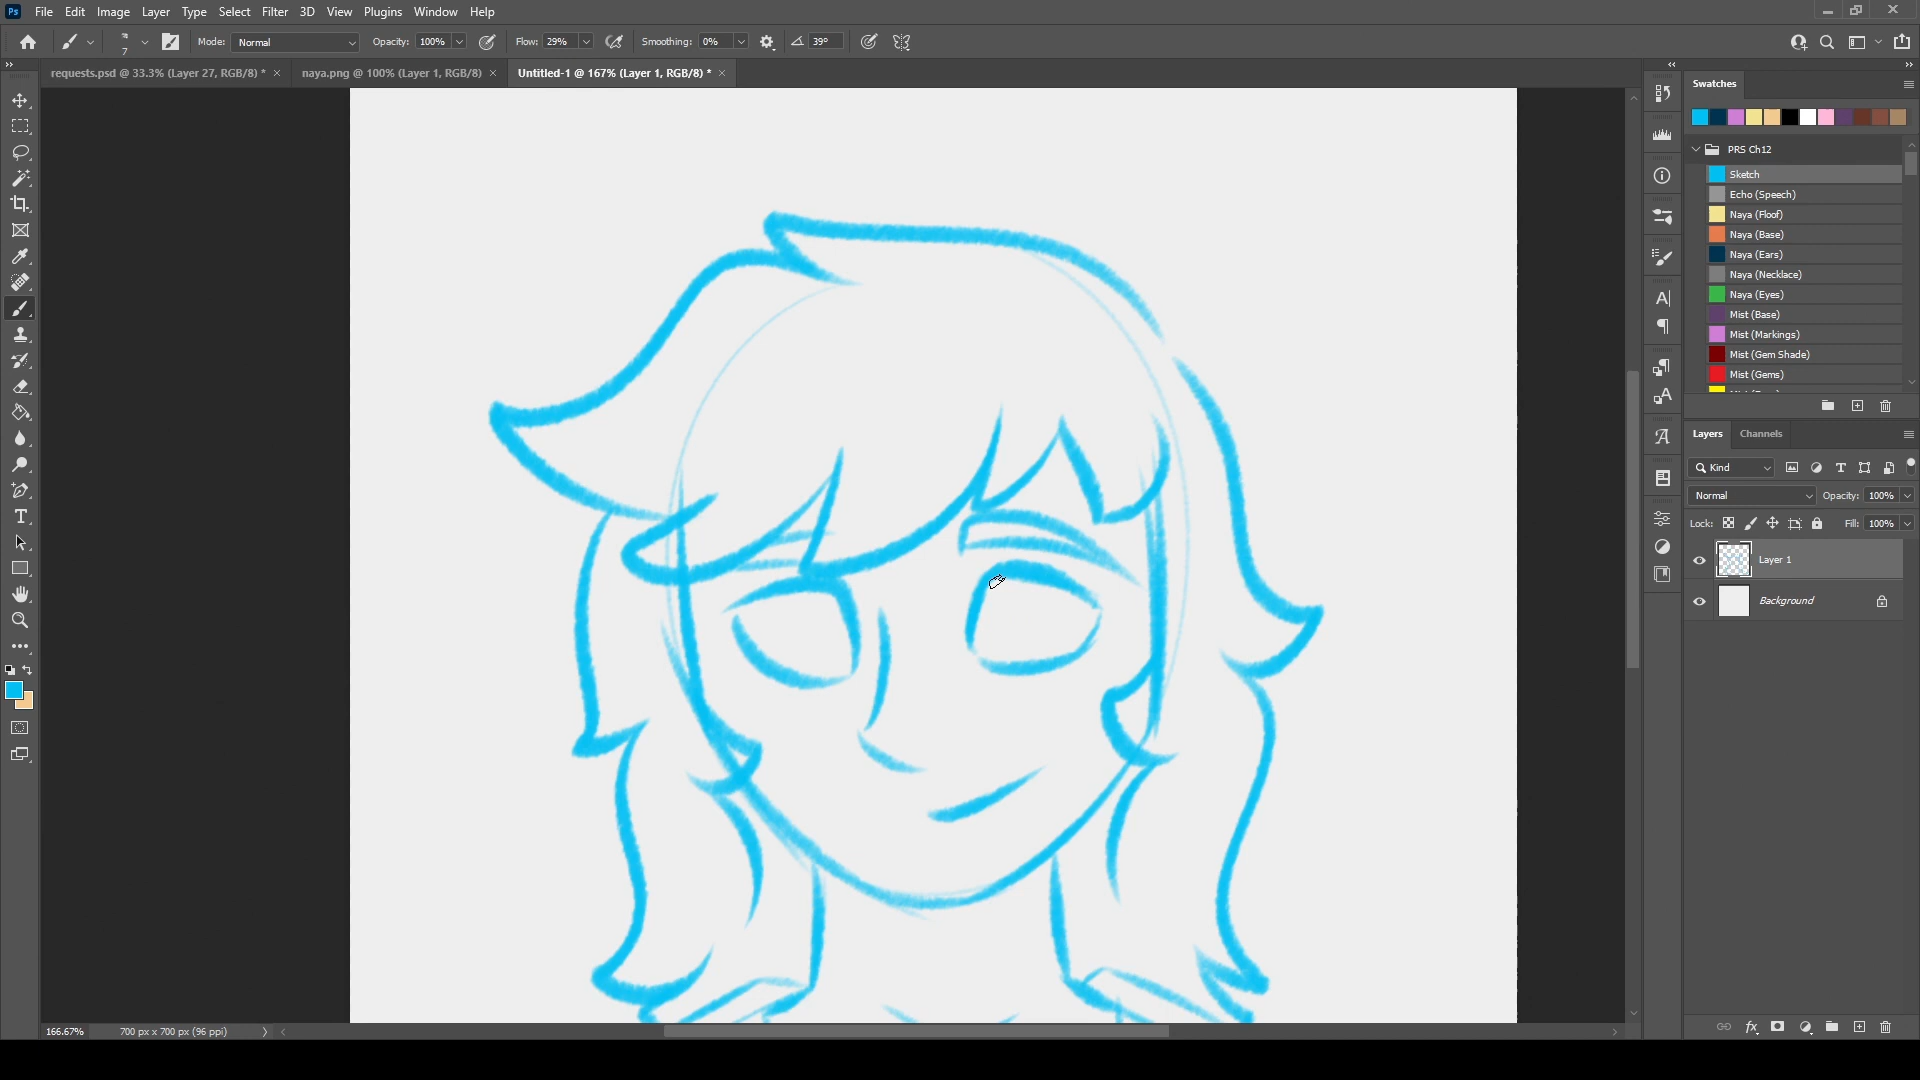 Ps File Edit Image Layer Type Select Filter 3D View Plugins Window Help
7 Mode: Normal Opacity: 100% Flow: 29% Smoothing: 0% 39°
requests.psd @ 33.3% (Layer 27, RGB/8) * × naya.png @ 100% (Layer 1, RGB/8) × Untitled-1 @ 167% (Layer 1, RGB/8) * ×
Swatches
PRS Ch12
Sketch
Echo (Speech)
Naya (Floof)
Naya (Base)
Naya (Ears)
Naya (Necklace)
Naya (Eyes)
Mist (Base)
Mist (Markings)
Mist (Gem Shade)
Mist (Gems)
Layers Channels
Kind
Normal Opacity: 100%
Lock: Fill: 100%
Layer 1
Background
166.67% 700 px x 700 px (96 ppi)
fx